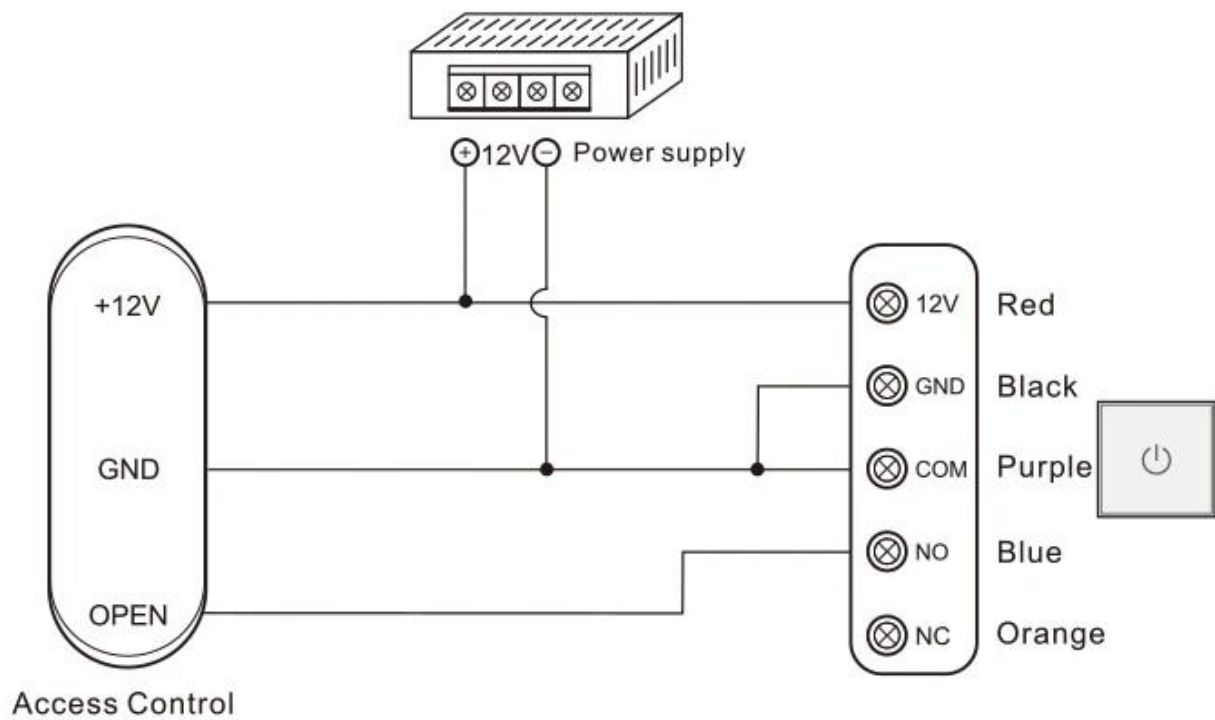 + 12V − Power supply
+12V
12V Red
GND Black
GND
COM Purple
NO Blue
OPEN
NC Orange
Access Control